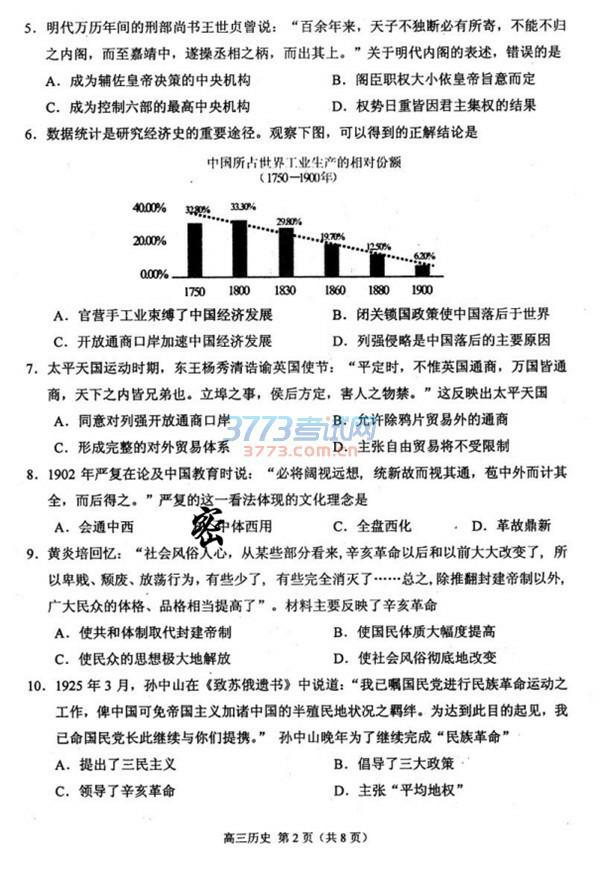 5．明代万历年间的刑部尚书王世贞曾说：“百余年来，天子不独断必有所寄，不能不归
之内阁，而至嘉靖中，遂操丞相之柄，而出其上。”关于明代内阁的表述，错误的是
A．成为辅佐皇帝决策的中央机构 B．阁臣职权大小依皇帝旨意而定
C．成为控制六部的最高中央机构 D．权势日重皆因君主集权的结果
6．数据统计是研究经济史的重要途径。观察下图，可以得到的正解结论是
中国所占世界工业生产的相对份额
（1750—1900年）
40.00%
20.00%
0.00%
32.80% 33.30% 29.80% 19.70% 12.50% 6.20%
1750 1800 1830 1860 1880 1900
A．官营手工业束缚了中国经济发展 B．闭关锁国政策使中国落后于世界
C．开放通商口岸加速中国经济发展 D．列强侵略是中国落后的主要原因
7．太平天国运动时期，东王杨秀清诰谕英国使节：“平定时，不惟英国通商，万国皆通
商，天下之内皆兄弟也。立埠之事，侯后方定，害人之物禁。”这反映出太平天国
A．同意对列强开放通商口岸 B．允许除鸦片贸易外的通商
C．形成完整的对外贸易体系 D．主张自由贸易将不受限制
3773考试网
3773.com.cn
8．1902 年严复在论及中国教育时说：“必将阔视远想，统新故而视其通，苞中外而计其
全，而后得之。”严复的这一看法体现的文化理念是
A．会通中西 密 中体西用 C．全盘西化 D．革故鼎新
9．黄炎培回忆：“社会风俗人心，从某些部分看来，辛亥革命以后和以前大大改变了，所
以卑贱、颓废、放荡行为，有些少了，有些完全消灭了……总之，除推翻封建帝制以外，
广大民众的体格、品格相当提高了”。材料主要反映了辛亥革命
A．使共和体制取代封建帝制 B．使国民体质大幅度提高
C．使民众的思想极大地解放 D．使社会风俗彻底地改变
10．1925 年 3 月，孙中山在《致苏俄遗书》中说道：“我已嘱国民党进行民族革命运动之
工作，俾中国可免帝国主义加诸中国的半殖民地状况之羁绊。为达到此目的起见，我
已命国民党长此继续与你们提携。” 孙中山晚年为了继续完成“民族革命”
A．提出了三民主义 B．倡导了三大政策
C．领导了辛亥革命 D．主张“平均地权”
高三历史 第 2 页（共 8 页）